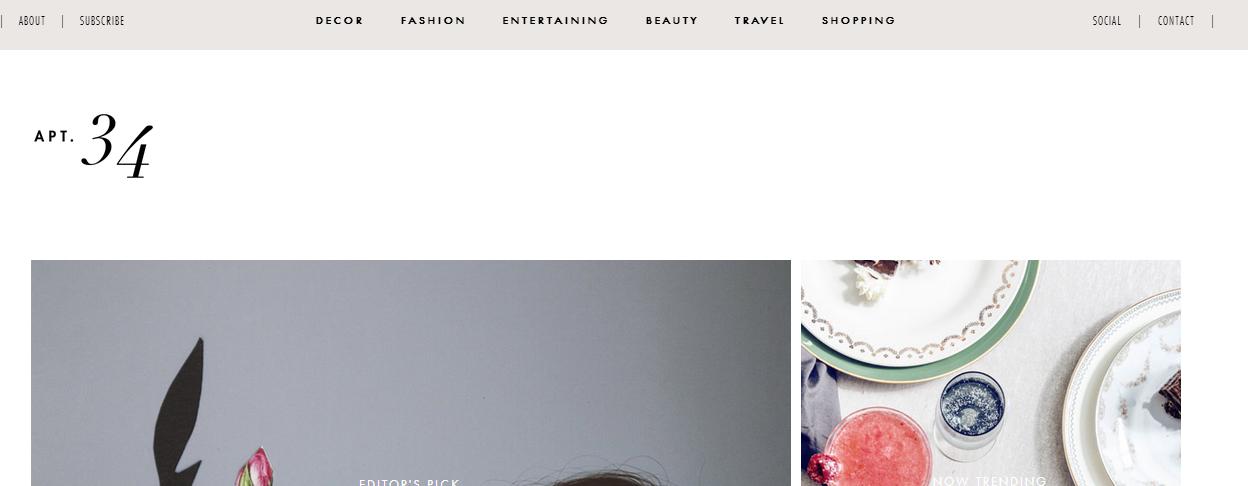 | ABOUT | SUBSCRIBE DECOR FASHION ENTERTAINING BEAUTY TRAVEL SHOPPING SOCIAL | CONTACT |
APT. 34
EDITOR'S PICK NOW TRENDING